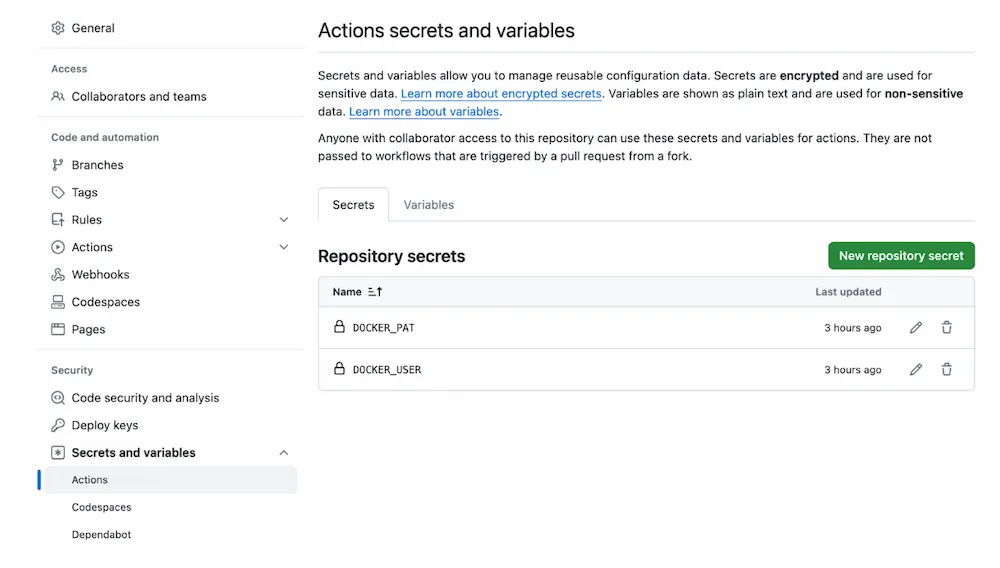 General
Access
Collaborators and teams
Code and automation
Branches
Tags
Rules
Actions
Webhooks
Codespaces
Pages
Security
Code security and analysis
Deploy keys
Secrets and variables
Actions
Codespaces
Dependabot
Actions secrets and variables
Secrets and variables allow you to manage reusable configuration data. Secrets are encrypted and are used for
sensitive data. Learn more about encrypted secrets. Variables are shown as plain text and are used for non-sensitive
data. Learn more about variables.
Anyone with collaborator access to this repository can use these secrets and variables for actions. They are not
passed to workflows that are triggered by a pull request from a fork.
Secrets Variables
Repository secrets New repository secret
Name Last updated
DOCKER_PAT 3 hours ago
DOCKER_USER 3 hours ago